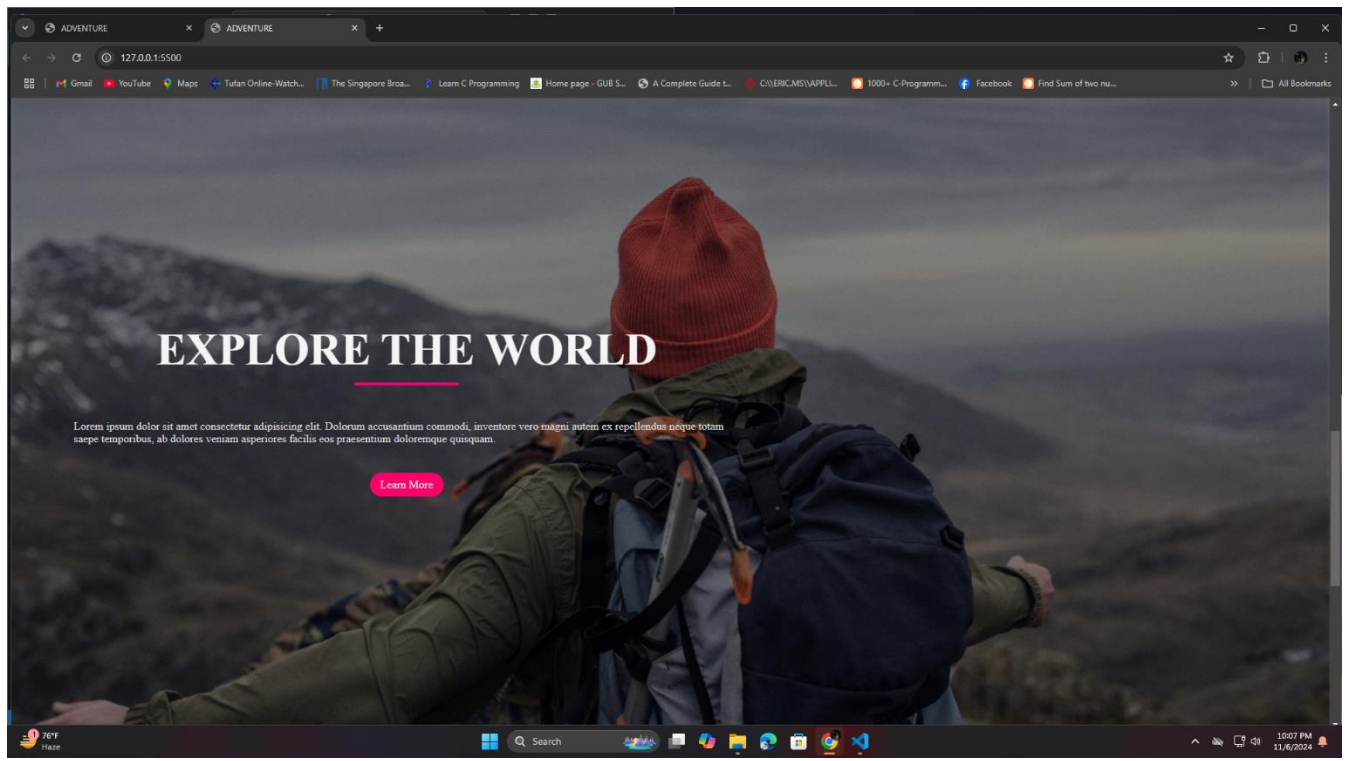 ADVENTURE
ADVENTURE
127.0.0.1:5500
Gmail YouTube Maps Tufan Online-Watch... The Singapore Broa... Learn C Programming Home page - GUB S... A Complete Guide t... C\\ERIC.MS\\APPLI... 1000+ C-Programm... Facebook Find Sum of two nu... All Bookmarks
EXPLORE THE WORLD
Lorem ipsum dolor sit amet consectetur adipisicing elit. Dolorum accusantium commodi, inventore vero magni autem ex repellendus neque totam
saepe temporibus, ab dolores veniam asperiores facilis eos praesentium doloremque quisquam.
Learn More
1
76°F
Haze
Search
10:07 PM
11/6/2024